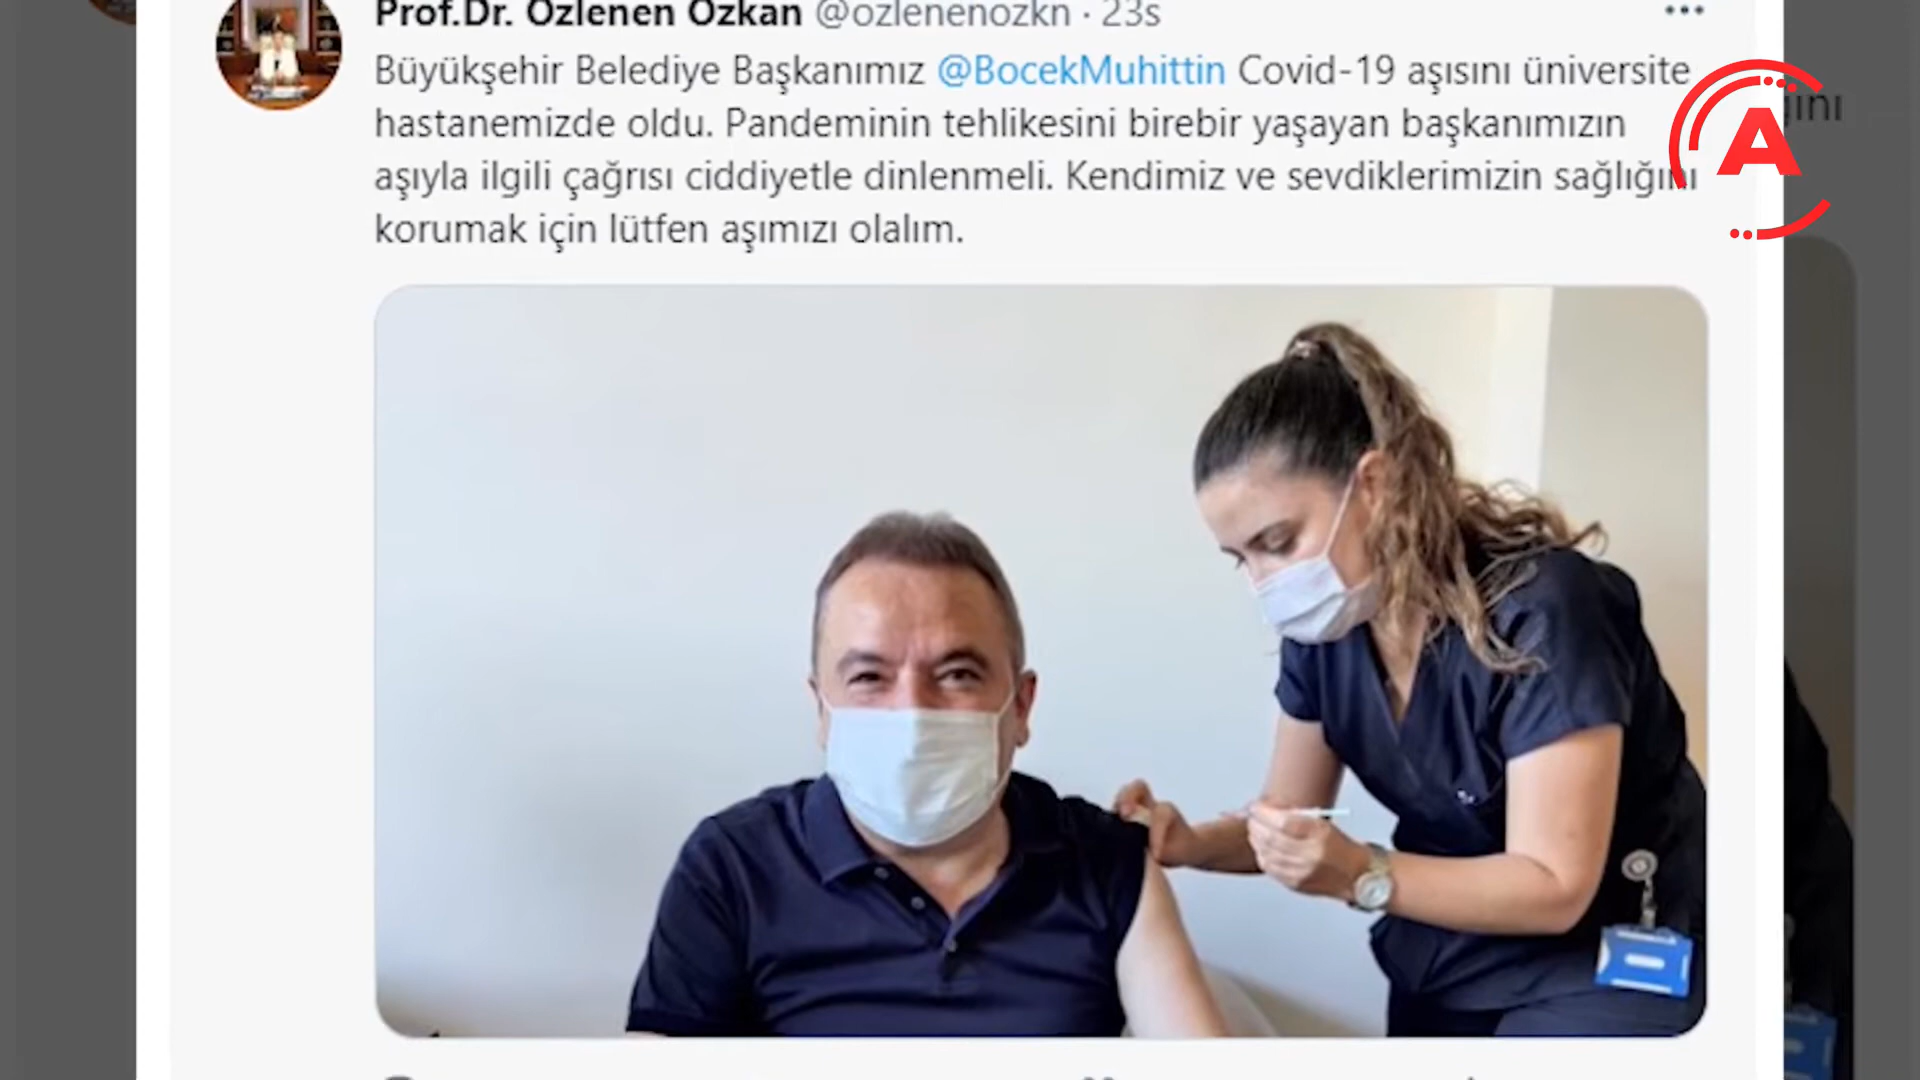 Prof.Dr. Özlenen Özkan @ozlenenozkn · 23s
Büyükşehir Belediye Başkanımız @BocekMuhittin Covid-19 aşısını üniversite
hastanemizde oldu. Pandeminin tehlikesini birebir yaşayan başkanımızın
aşıyla ilgili çağrısı ciddiyetle dinlenmeli. Kendimiz ve sevdiklerimizin sağlığını
korumak için lütfen aşımızı olalım.
A